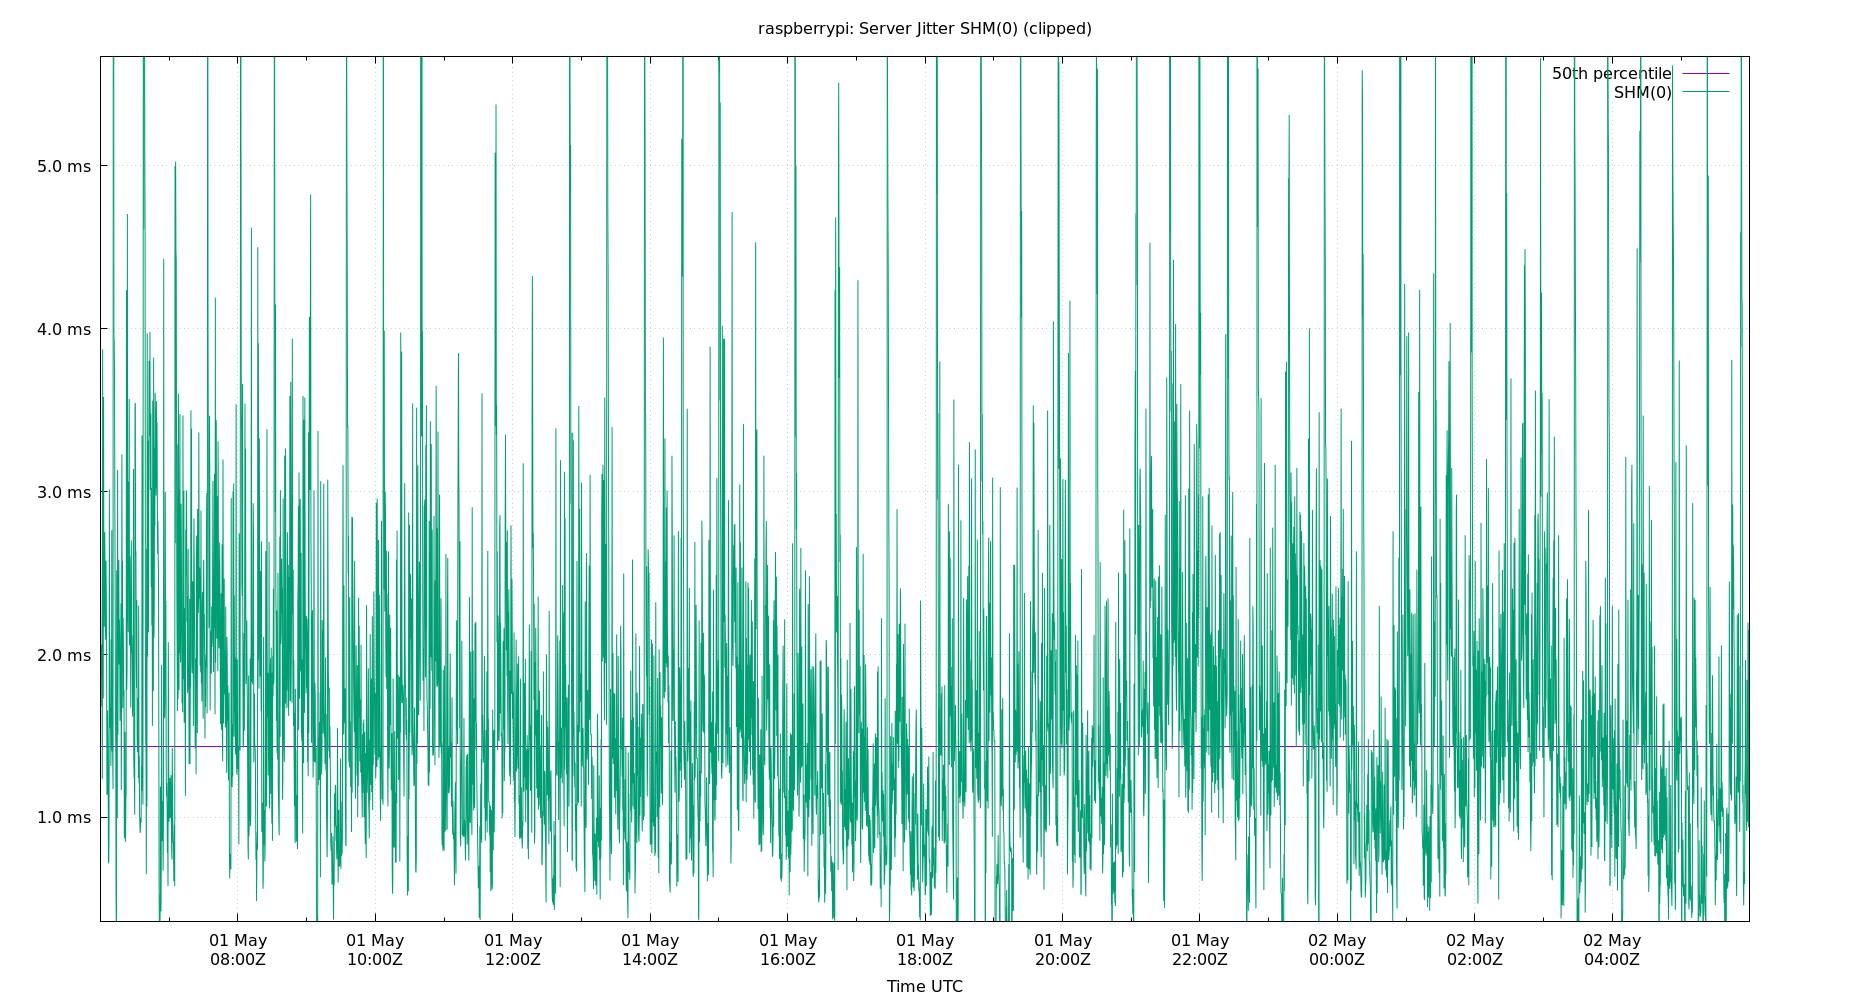 raspberrypi: Server Jitter SHM(0) (clipped)
50th percentile
SHM(0)
5.0 ms
4.0 ms
3.0 ms
2.0 ms
1.0 ms
01 May 01 May 01 May 01 May 01 May 01 May 01 May 01 May 02 May 02 May 02 May
08:00Z 10:00Z 12:00Z 14:00Z 16:00Z 18:00Z 20:00Z 22:00Z 00:00Z 02:00Z 04:00Z
Time UTC